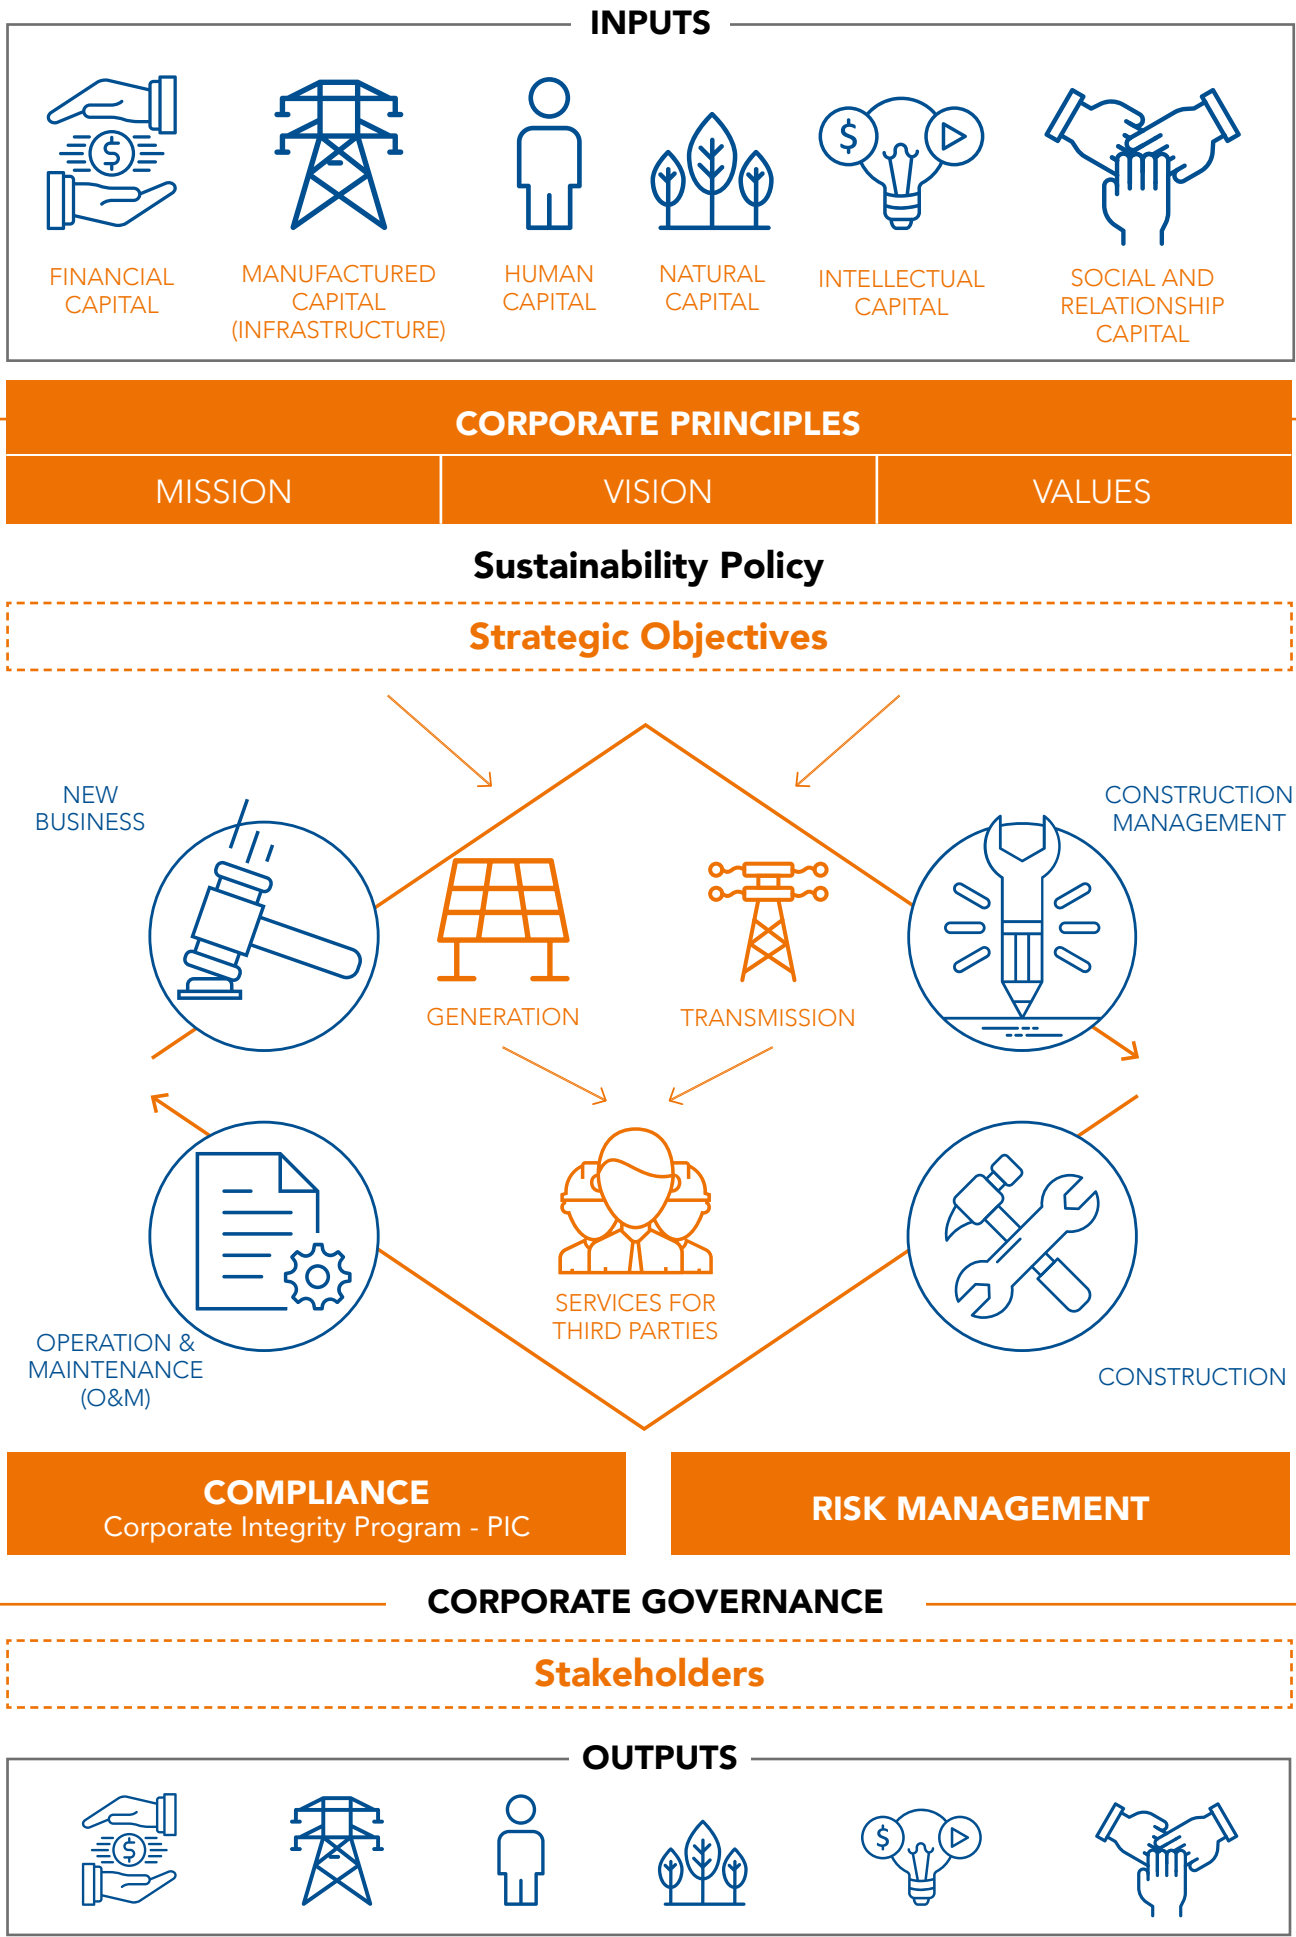 INPUTS
FINANCIAL
CAPITAL
MANUFACTURED
CAPITAL
(INFRASTRUCTURE)
HUMAN
CAPITAL
NATURAL
CAPITAL
INTELLECTUAL
CAPITAL
SOCIAL AND
RELATIONSHIP
CAPITAL
CORPORATE PRINCIPLES
MISSION
VISION
VALUES
Sustainability Policy
Strategic Objectives
NEW
BUSINESS
CONSTRUCTION
MANAGEMENT
GENERATION
TRANSMISSION
SERVICES FOR
THIRD PARTIES
OPERATION &
MAINTENANCE
(O&M)
CONSTRUCTION
COMPLIANCE
Corporate Integrity Program - PIC
RISK MANAGEMENT
CORPORATE GOVERNANCE
Stakeholders
OUTPUTS